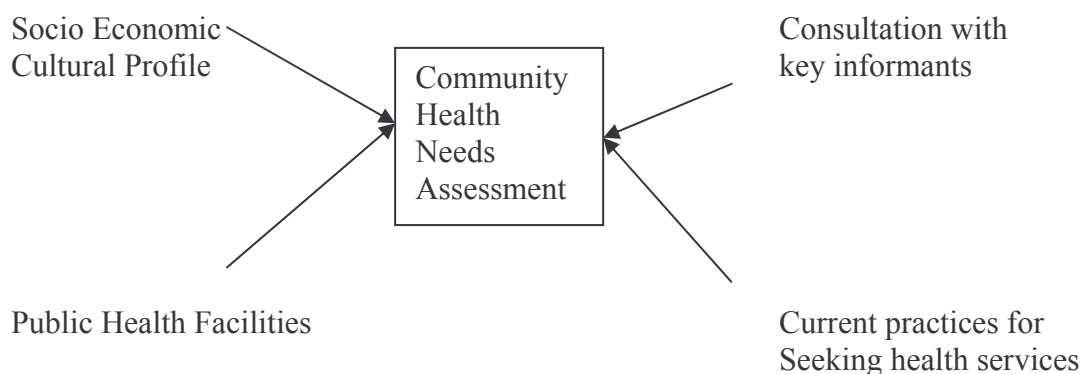 Socio Economic
Cultural Profile
Consultation with
key informants
Community
Health
Needs
Assessment
Public Health Facilities
Current practices for
Seeking health services